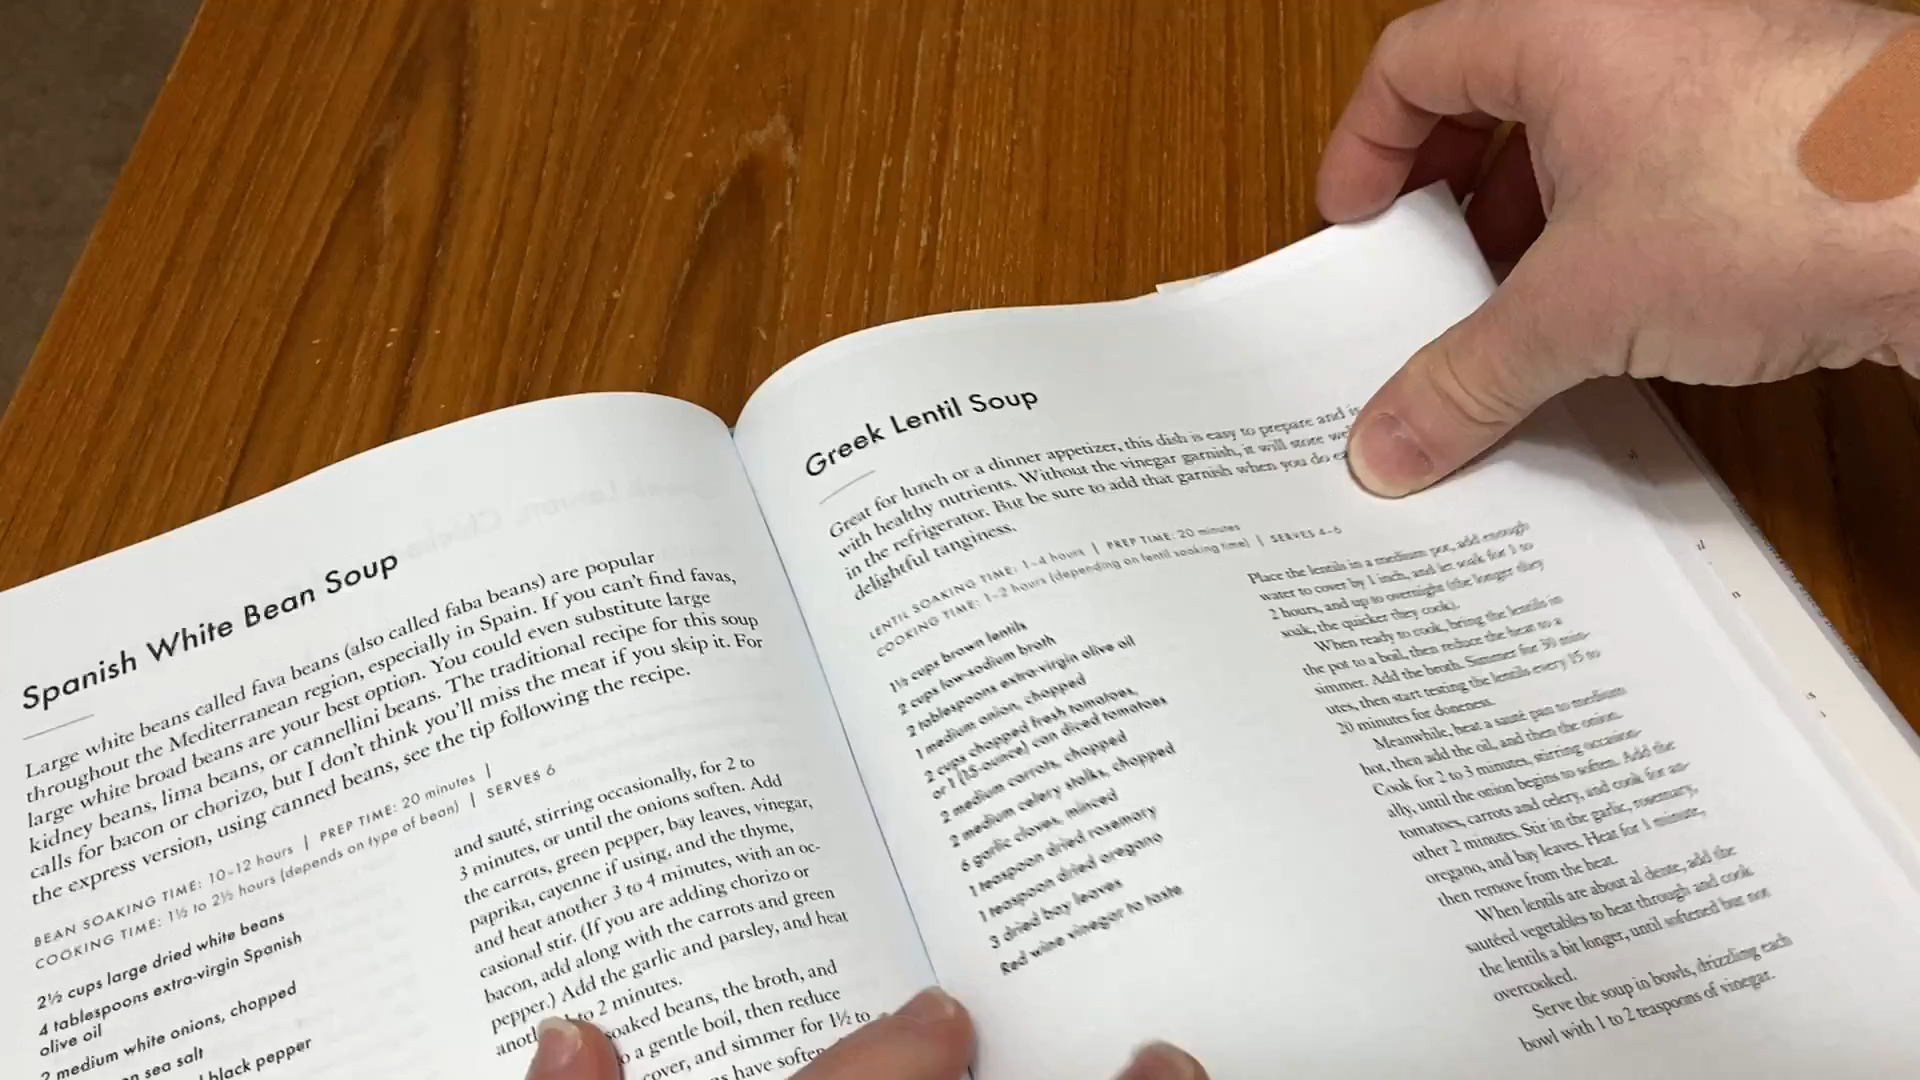 Spanish White Bean Soup
Large white beans called fava beans (also called faba beans) are popular
throughout the Mediterranean region, especially in Spain. If you can't find favas,
large white broad beans are your best option. You could even substitute large
kidney beans, lima beans, or cannellini beans. The traditional recipe for this soup
calls for bacon or chorizo, but I don't think you'll miss the meat if you skip it. For
the express version, using canned beans, see the tip following the recipe.
BEAN SOAKING TIME: 10–12 hours | PREP TIME: 20 minutes |
COOKING TIME: 1½ to 2½ hours (depends on type of bean) | SERVES 6
2½ cups large dried white beans
4 tablespoons extra-virgin Spanish
olive oil
2 medium white onions, chopped
sea salt
black pepper
and sauté, stirring occasionally, for 2 to
3 minutes, or until the onions soften. Add
the carrots, green pepper, bay leaves, vinegar,
paprika, cayenne if using, and the thyme,
and heat another 3 to 4 minutes, with an oc-
casional stir. (If you are adding chorizo or
bacon, add along with the carrots and green
pepper.) Add the garlic and parsley, and heat
to 2 minutes.
soaked beans, the broth, and
a gentle boil, then reduce
cover, and simmer for 1½ to
have soften
Greek Lentil Soup
Great for lunch or a dinner appetizer, this dish is easy to prepare and is
with healthy nutrients. Without the vinegar garnish, it will store
in the refrigerator. But be sure to add that garnish when you do
delightful tanginess.
LENTIL SOAKING TIME: 1–4 hours | PREP TIME: 20 minutes
COOKING TIME: 1–2 hours (depending on lentil soaking time) | SERVES 4–6
1½ cups brown lentils
2 cups low-sodium broth
2 tablespoons extra-virgin olive oil
1 medium onion, chopped
2 cups chopped fresh tomatoes,
or 1 (15-ounce) can diced tomatoes
2 medium carrots, chopped
2 medium celery stalks, chopped
6 garlic cloves, minced
1 teaspoon dried rosemary
1 teaspoon dried oregano
3 dried bay leaves
Red wine vinegar to taste
Place the lentils in a medium pot, add enough
water to cover by 1 inch, and let soak for 1 to
2 hours, and up to overnight (the longer they
soak, the quicker they cook).
When ready to cook, bring the lentils in
the pot to a boil, then reduce the heat to a
simmer. Add the broth. Simmer for 30 min-
utes, then start testing the lentils every 15 to
20 minutes for doneness.
Meanwhile, heat a sauté pan to medium
hot, then add the oil, and then the onion.
Cook for 2 to 3 minutes, stirring occasion-
ally, until the onion begins to soften. Add the
tomatoes, carrots and celery, and cook for an-
other 2 minutes. Stir in the garlic, rosemary,
oregano, and bay leaves. Heat for 1 minute,
then remove from the heat.
When lentils are about al dente, add the
sautéed vegetables to heat through and cook
the lentils a bit longer, until softened but not
overcooked.
Serve the soup in bowls, drizzling each
bowl with 1 to 2 teaspoons of vinegar.